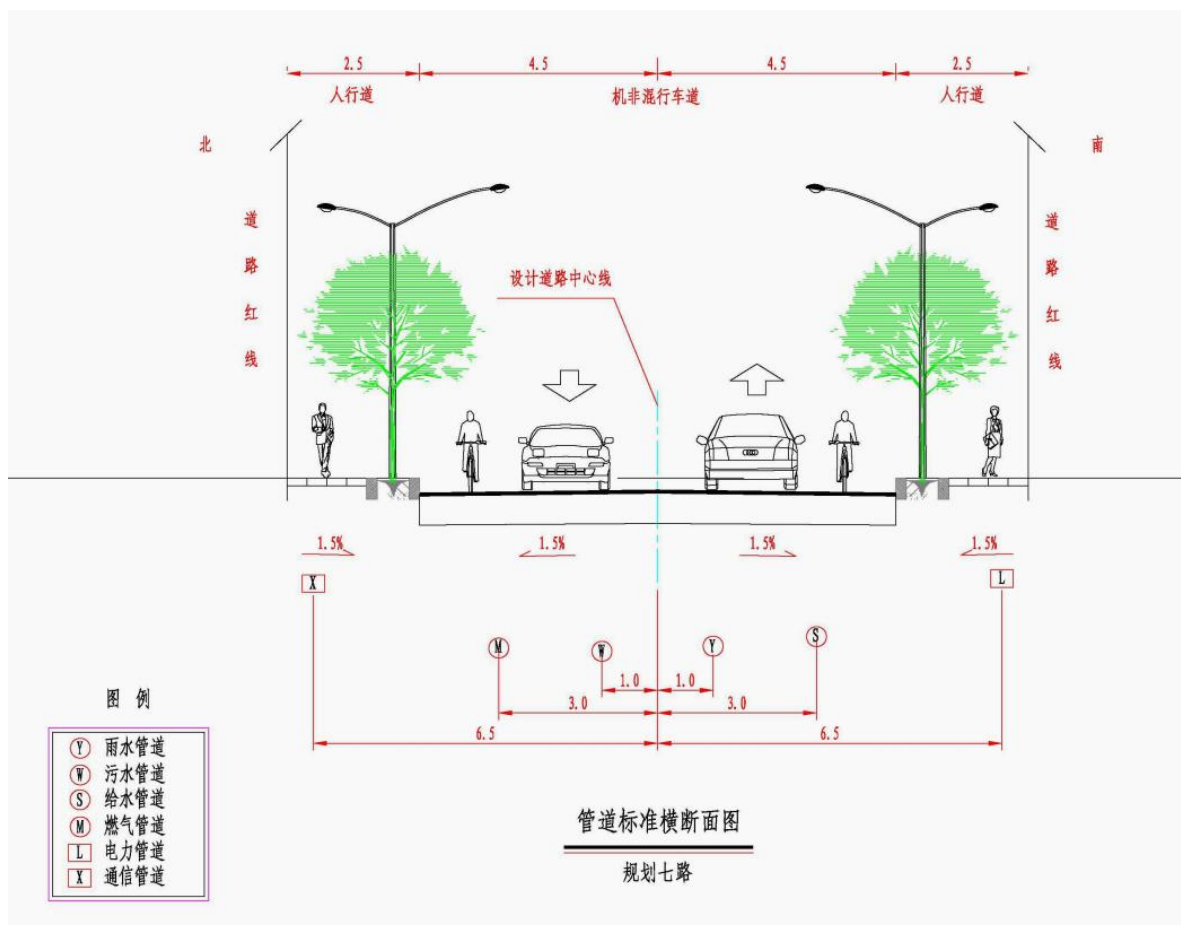 2.5 4.5 4.5 2.5
人行道 机非混行车道 人行道
北 南
道路红线
道路红线
设计道路中心线
1.5% 1.5% 1.5% 1.5%
X L
M W Y S
1.0 1.0
3.0 3.0
6.5 6.5
图例
Y 雨水管道
W 污水管道
S 给水管道
M 燃气管道
L 电力管道
X 通信管道
管道标准横断面图
规划七路